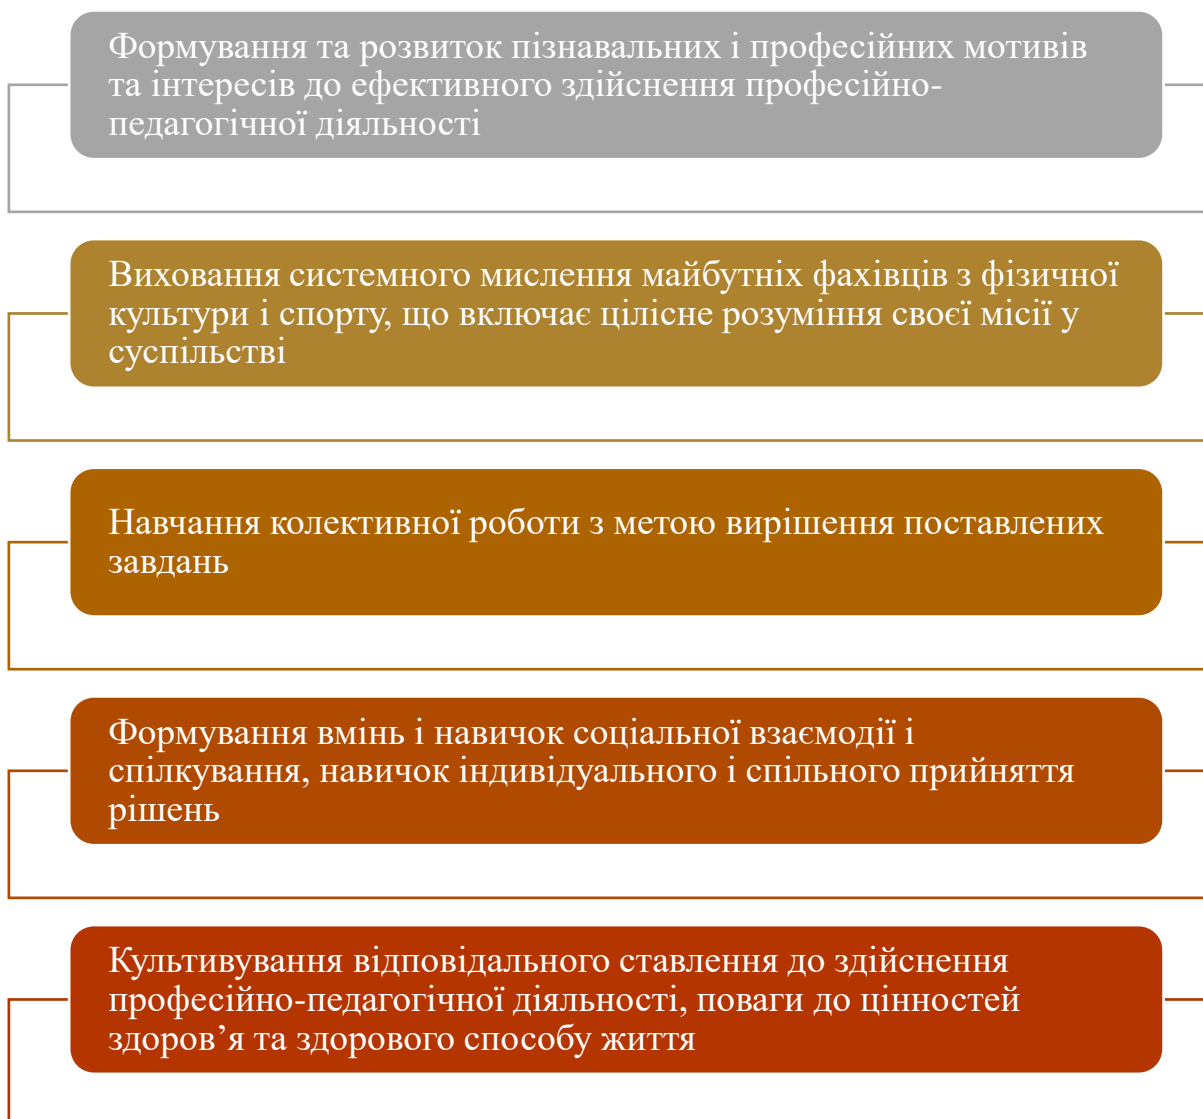 Формування та розвиток пізнавальних і професійних мотивів
та інтересів до ефективного здійснення професійно-
педагогічної діяльності
Виховання системного мислення майбутніх фахівців з фізичної
культури і спорту, що включає цілісне розуміння своєї місії у
суспільстві
Навчання колективної роботи з метою вирішення поставлених
завдань
Формування вмінь і навичок соціальної взаємодії і
спілкування, навичок індивідуального і спільного прийняття
рішень
Культивування відповідального ставлення до здійснення
професійно-педагогічної діяльності, поваги до цінностей
здоров’я та здорового способу життя